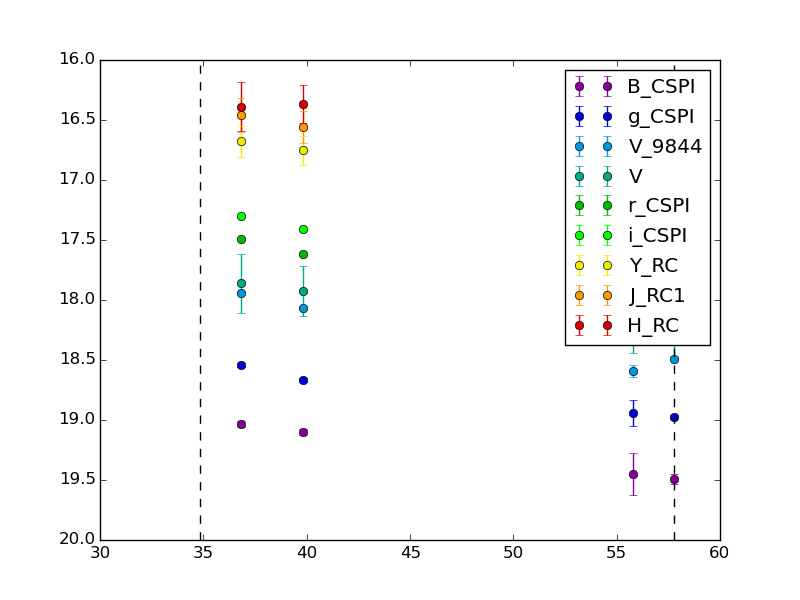 16.0
16.5
17.0
17.5
18.0
18.5
19.0
19.5
20.0
30
35
40
45
50
55
60
B_CSPI
g_CSPI
V_9844
V
r_CSPI
i_CSPI
Y_RC
J_RC1
H_RC